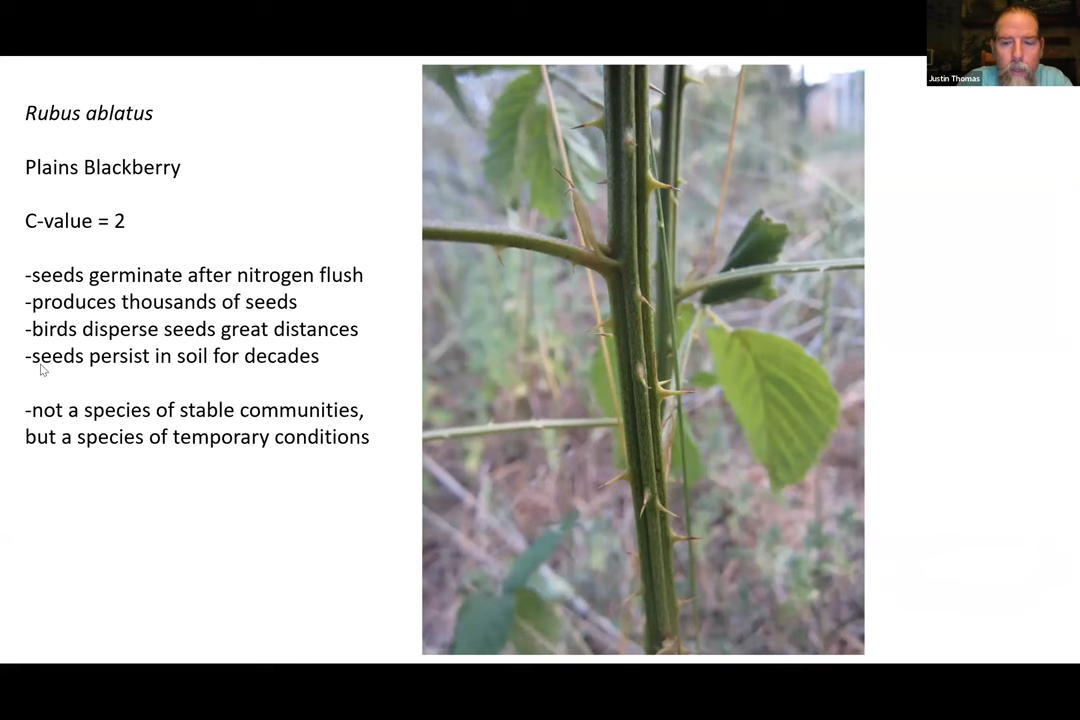 Rubus ablatus
Plains Blackberry
C-value = 2
-seeds germinate after nitrogen flush
-produces thousands of seeds
-birds disperse seeds great distances
-seeds persist in soil for decades
-not a species of stable communities,
but a species of temporary conditions
Justin Thomas